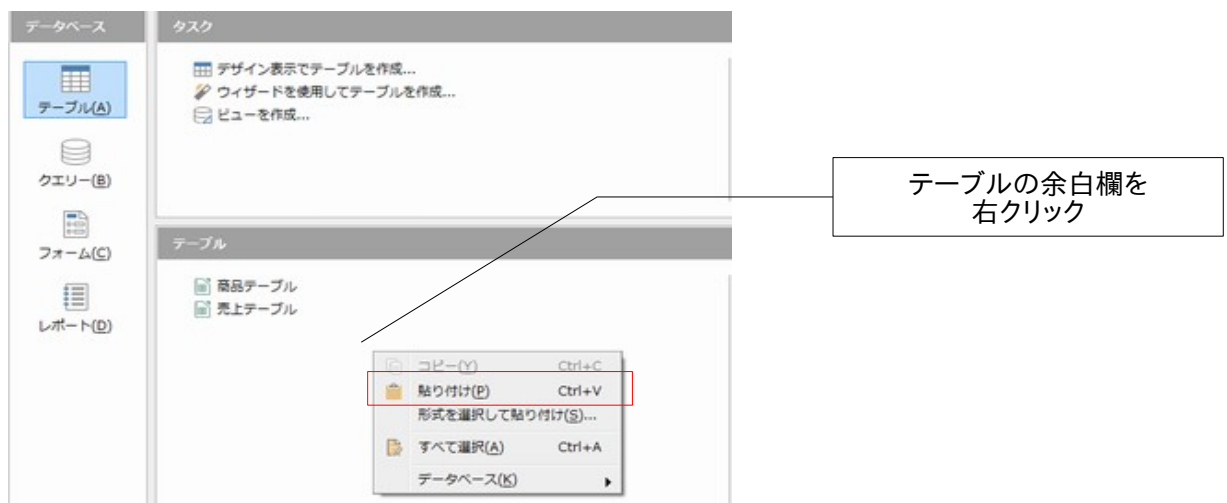 データベース
タスク
テーブル(A)
クエリー(B)
フォーム(C)
レポート(D)
デザイン表示でテーブルを作成...
ウィザードを使用してテーブルを作成...
ビューを作成...
テーブル
商品テーブル
売上テーブル
コピー(Y) Ctrl+C
貼り付け(P) Ctrl+V
形式を選択して貼り付け(S)...
すべて選択(A) Ctrl+A
データベース(K)
テーブルの余白欄を
右クリック